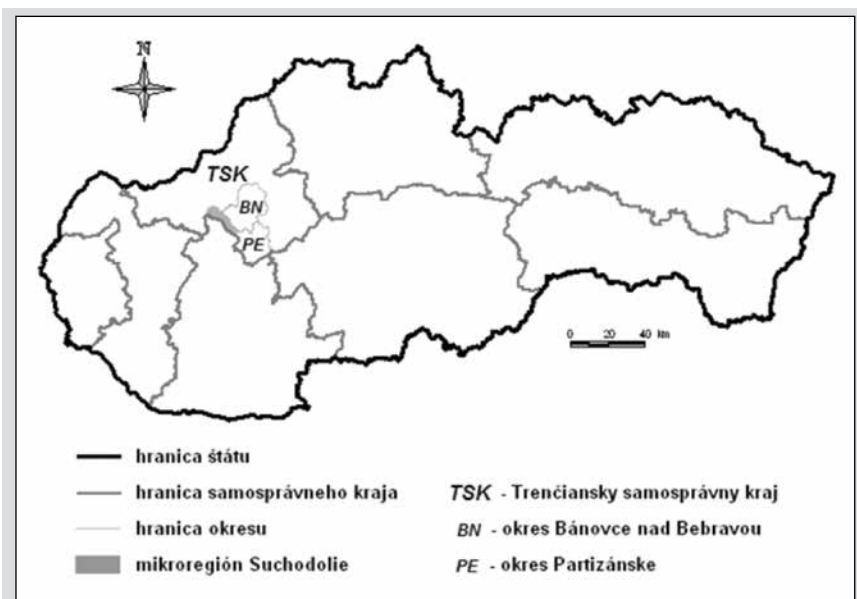 N
TSK
BN
PE
0 20 40 km
hranica štátu
hranica samosprávneho kraja
hranica okresu
mikroregión Suchodolie
TSK - Trenčiansky samosprávny kraj
BN - okres Bánovce nad Bebravou
PE - okres Partizánske